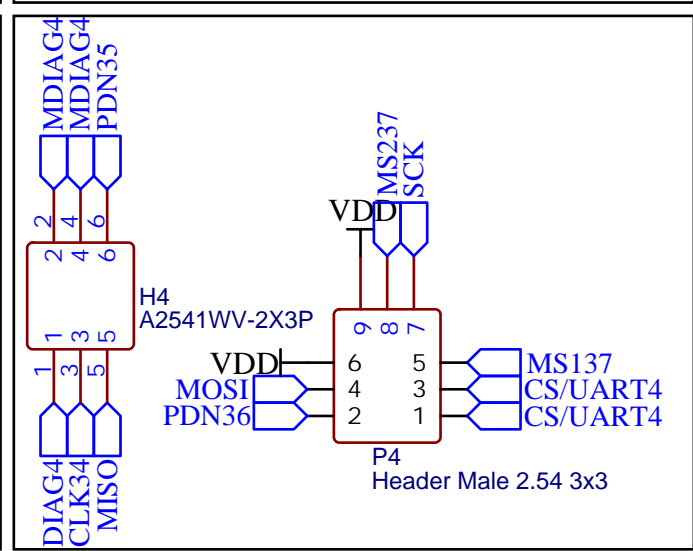 MDIAG4
MDIAG4
PDN35
2
4
6
2
4
6
H4
A2541WV-2X3P
1
3
5
1
3
5
DIAG4
CLK34
MISO
MS237
SCK
VDD
9
8
7
VDD
6
5
MS137
MOSI
4
3
CS/UART4
PDN36
2
1
CS/UART4
P4
Header Male 2.54 3x3